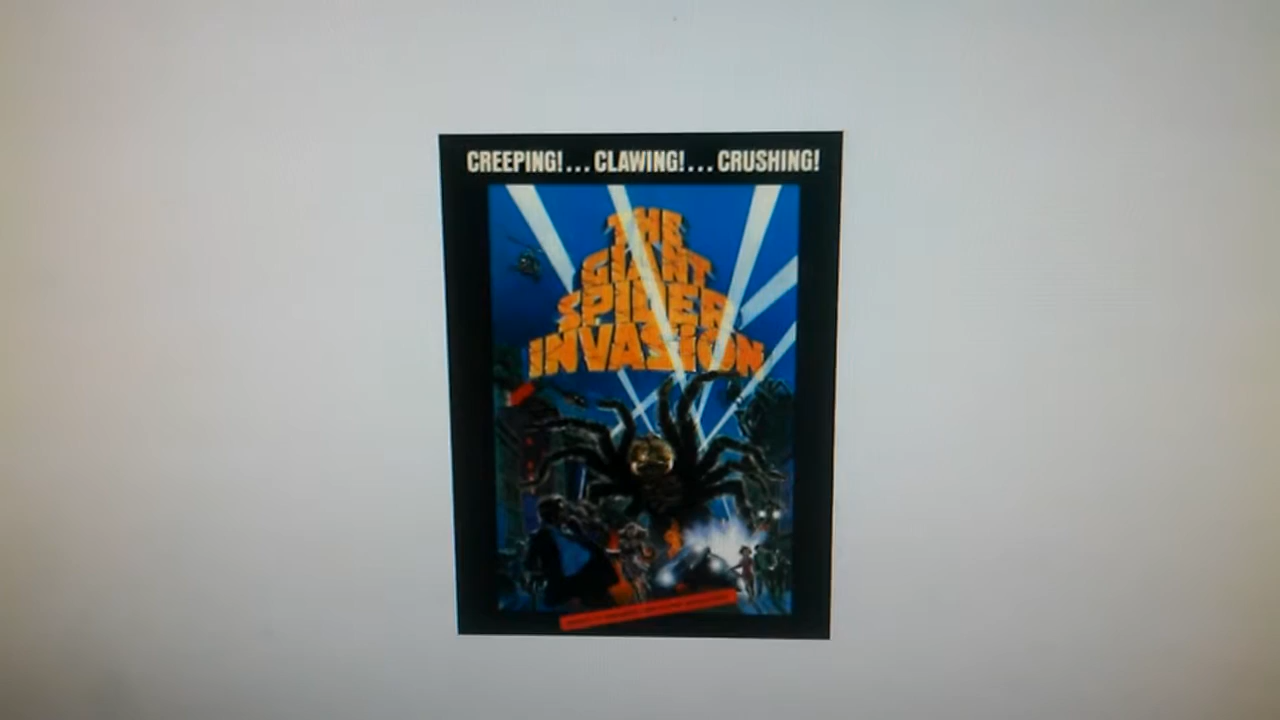 CREEPING!... CLAWING!... CRUSHING!
THE
GIANT
SPIDER
INVASION